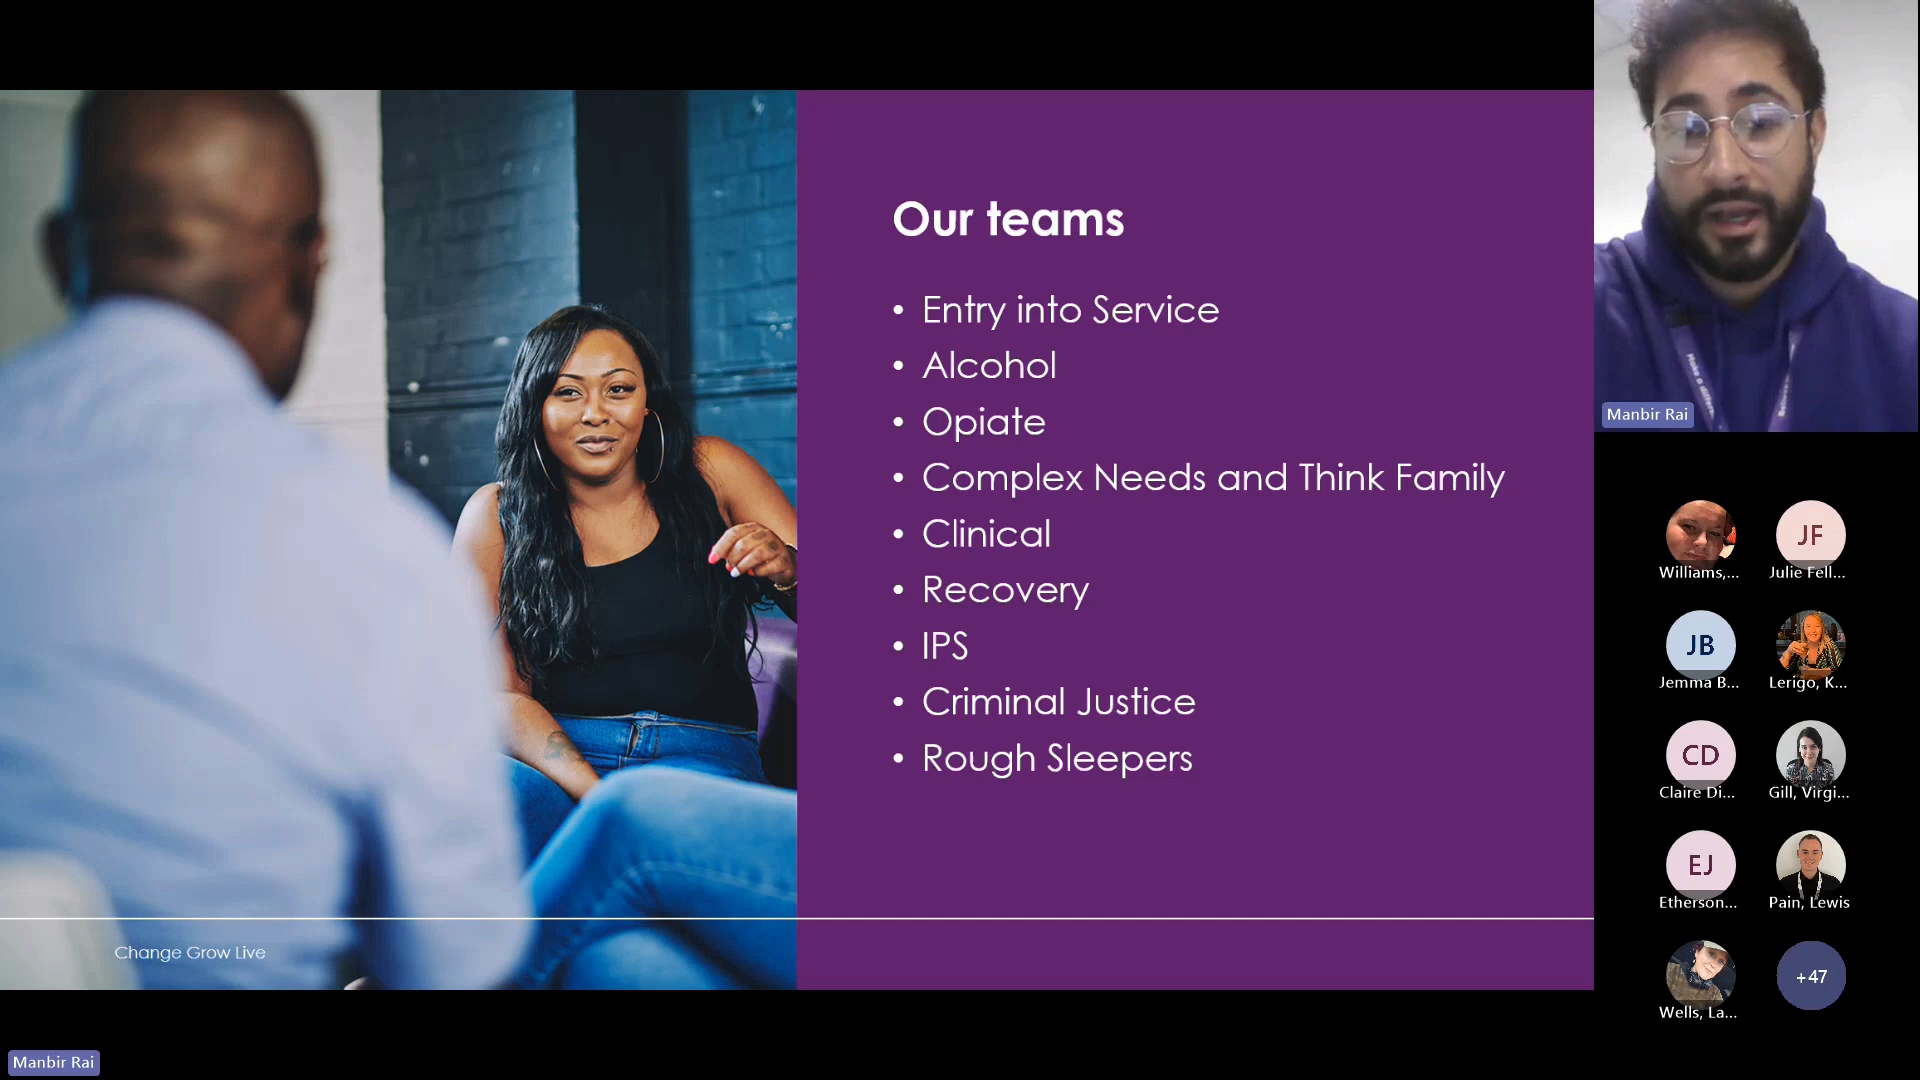 Our teams
• Entry into Service
• Alcohol
• Opiate
• Complex Needs and Think Family
• Clinical
• Recovery
• IPS
• Criminal Justice
• Rough Sleepers
Change Grow Live
Manbir Rai
Make a differ
Manbir Rai
JF
Williams,... Julie Fell...
JB
Jemma B... Lerigo, K...
CD
Claire Di... Gill, Virgi...
EJ
Etherson... Pain, Lewis
+47
Wells, La...